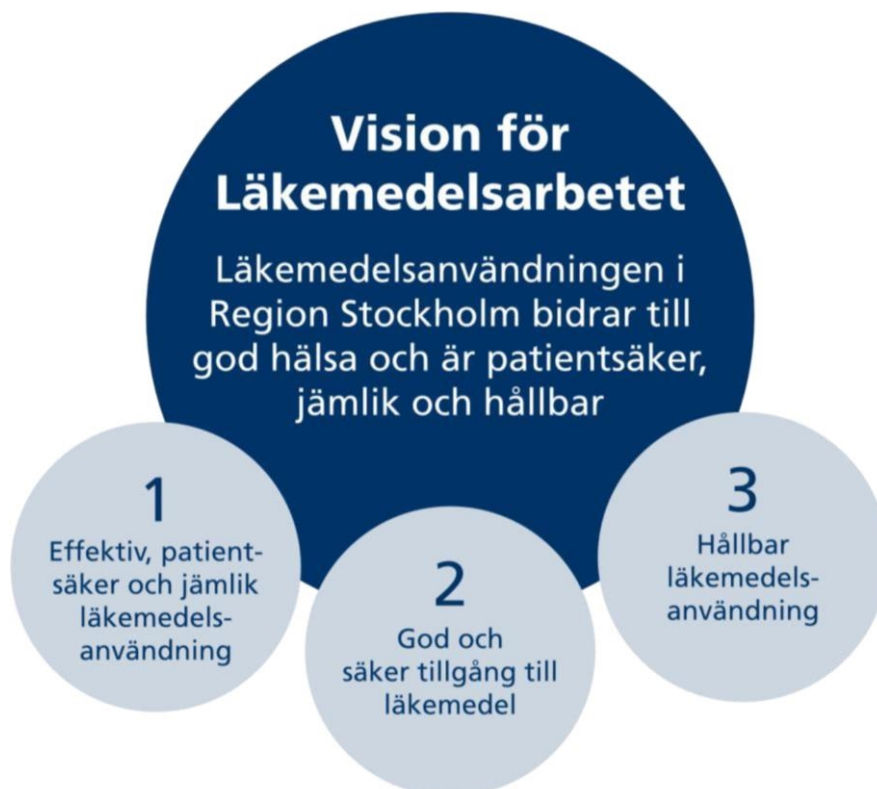 Vision för
Läkemedelsarbetet
Läkemedelsanvändningen i
Region Stockholm bidrar till
god hälsa och är patientsäker,
jämlik och hållbar
1
Effektiv, patient-
säker och jämlik
läkemedels-
användning
2
God och
säker tillgång till
läkemedel
3
Hållbar
läkemedels-
användning